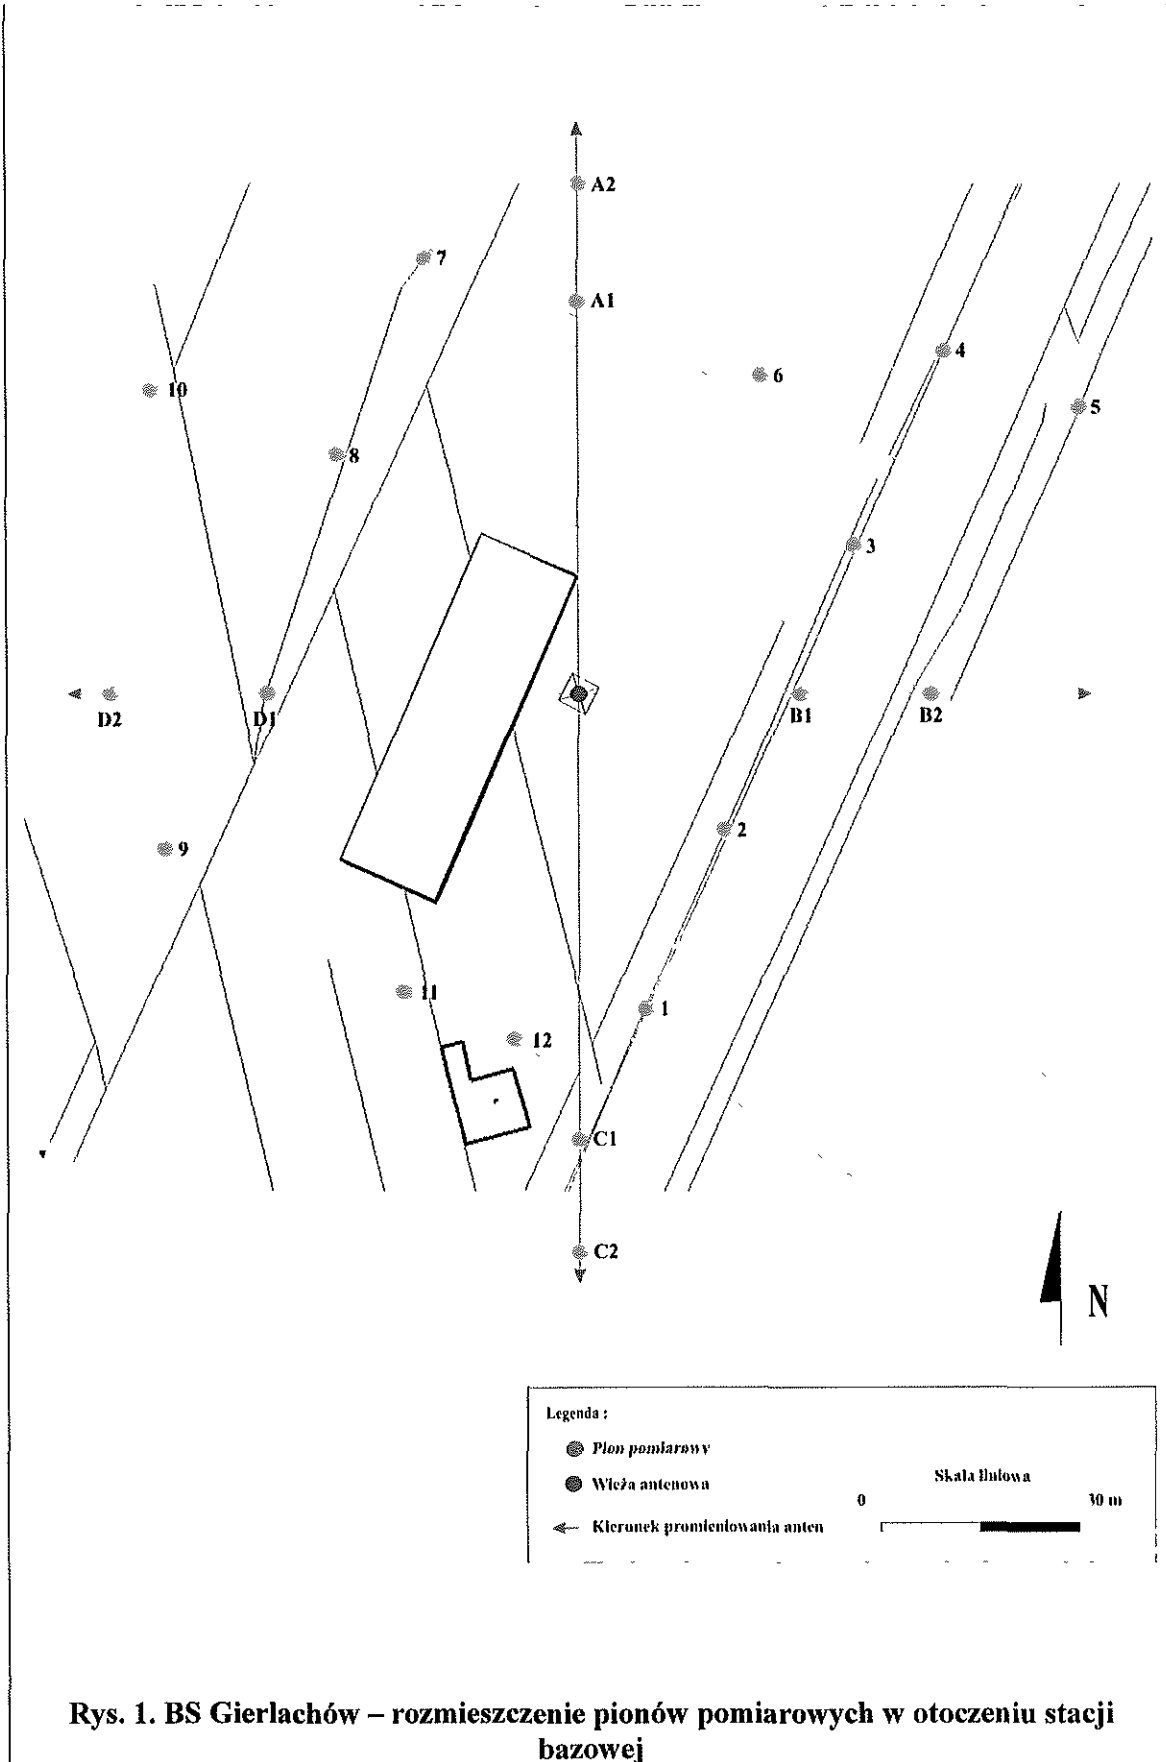 A2
7
A1
4
6
10
5
8
3
D2
D1
B1
B2
2
9
11
1
12
C1
C2
N
Legenda :
Pion pomiarowy
Skala liniowa
Wieża antenowa
0
30 m
Kierunek promieniowania anten
Rys. 1. BS Gierlachów – rozmieszczenie pionów pomiarowych w otoczeniu stacji
bazowej